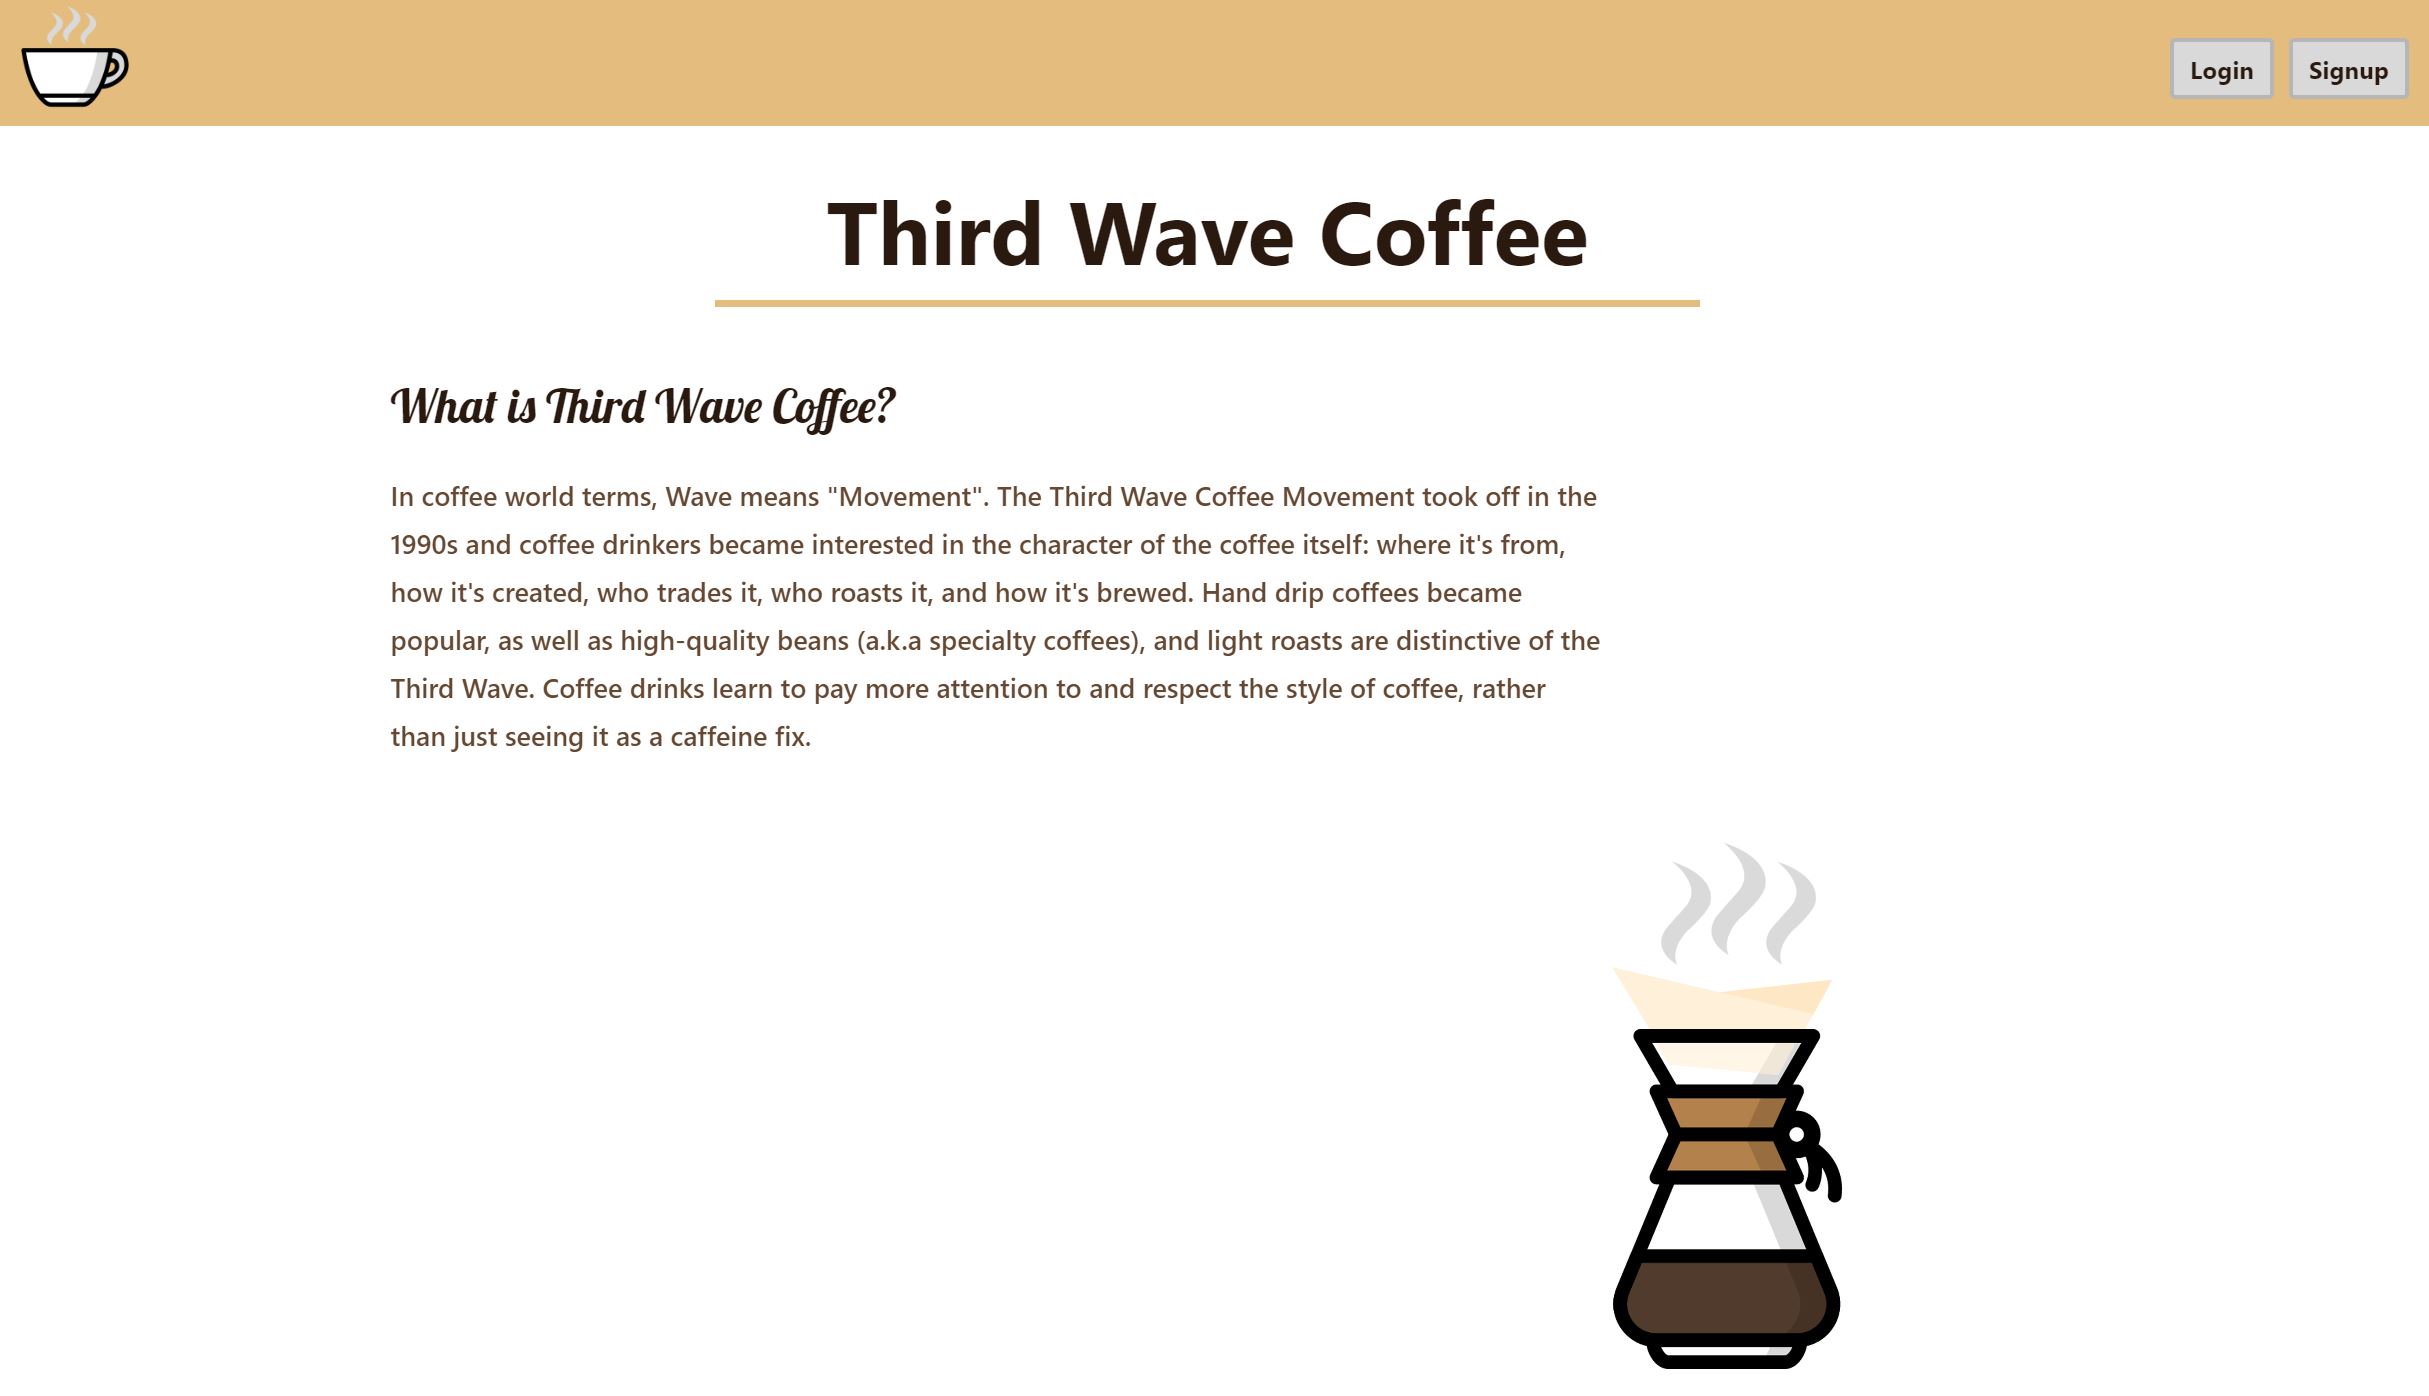 Login Signup
Third Wave Coffee
What is Third Wave Coffee?
In coffee world terms, Wave means "Movement". The Third Wave Coffee Movement took off in the
1990s and coffee drinkers became interested in the character of the coffee itself: where it's from,
how it's created, who trades it, who roasts it, and how it's brewed. Hand drip coffees became
popular, as well as high-quality beans (a.k.a specialty coffees), and light roasts are distinctive of the
Third Wave. Coffee drinks learn to pay more attention to and respect the style of coffee, rather
than just seeing it as a caffeine fix.